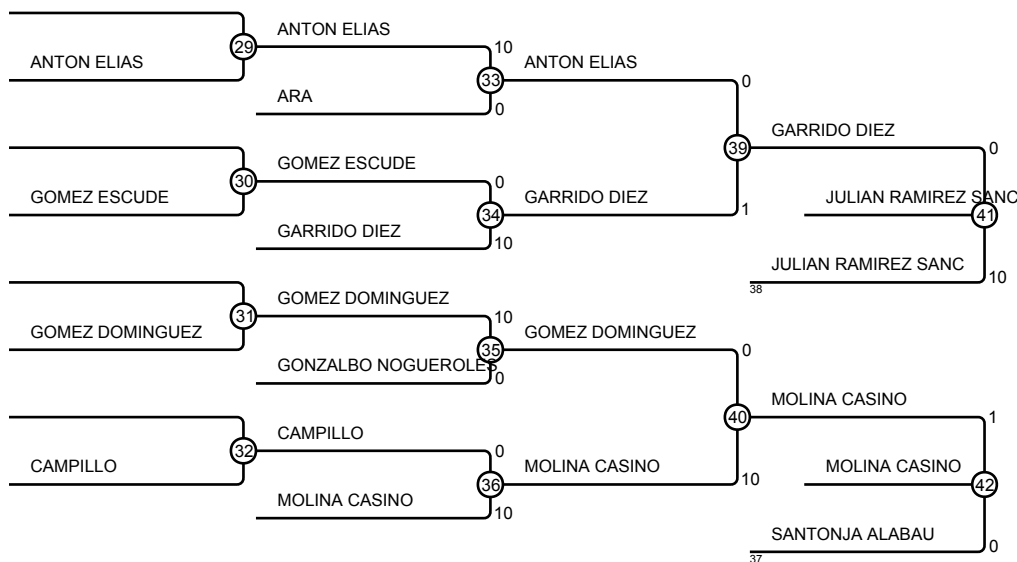 ANTON ELIAS
29
ANTON ELIAS
10
ARA
33
0
ANTON ELIAS
0
GOMEZ ESCUDE
30
GOMEZ ESCUDE
0
GARRIDO DIEZ
34
10
GARRIDO DIEZ
1
39
GARRIDO DIEZ
0
JULIAN RAMIREZ SANC
41
JULIAN RAMIREZ SANC
38
10
GOMEZ DOMINGUEZ
31
GOMEZ DOMINGUEZ
10
GONZALBO NOGUEROLES
35
0
GOMEZ DOMINGUEZ
0
CAMPILLO
32
CAMPILLO
0
MOLINA CASINO
36
10
MOLINA CASINO
10
40
MOLINA CASINO
1
MOLINA CASINO
42
SANTONJA ALABAU
37
0